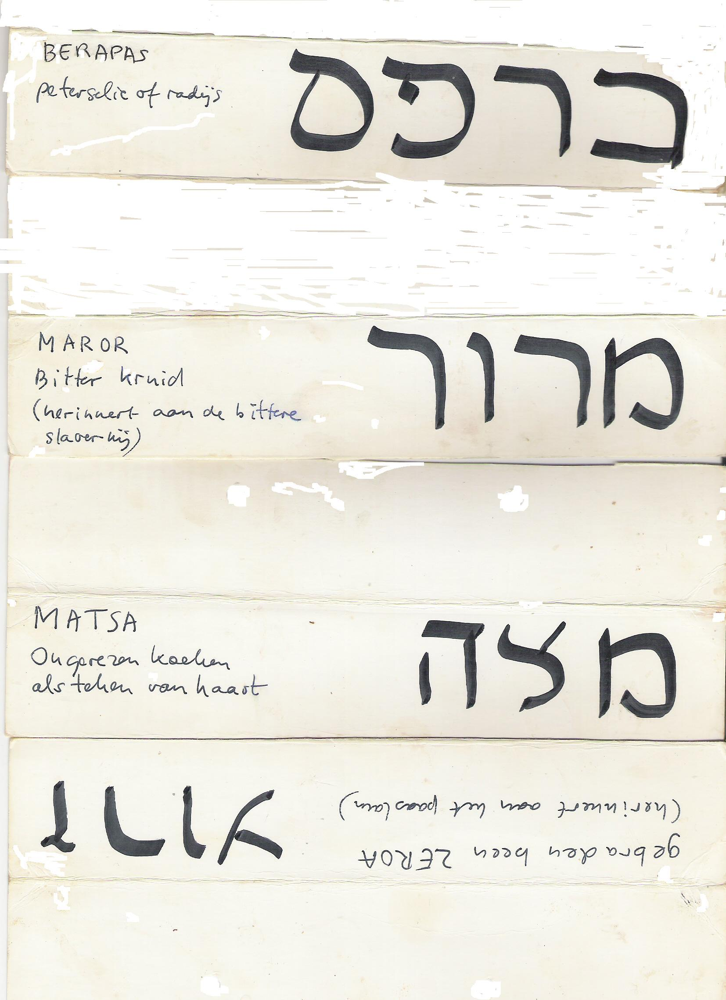 BERAPAS
peterselie of radijs
ברפּס
MAROR
Bitter kruid
(herinnert aan de bittere
slavernij)
מרור
MATSA
Ongerezen koeken
als teken van haast
מצה
זרוע
gebraden been ZEROA
(herinnert aan het paaslam)